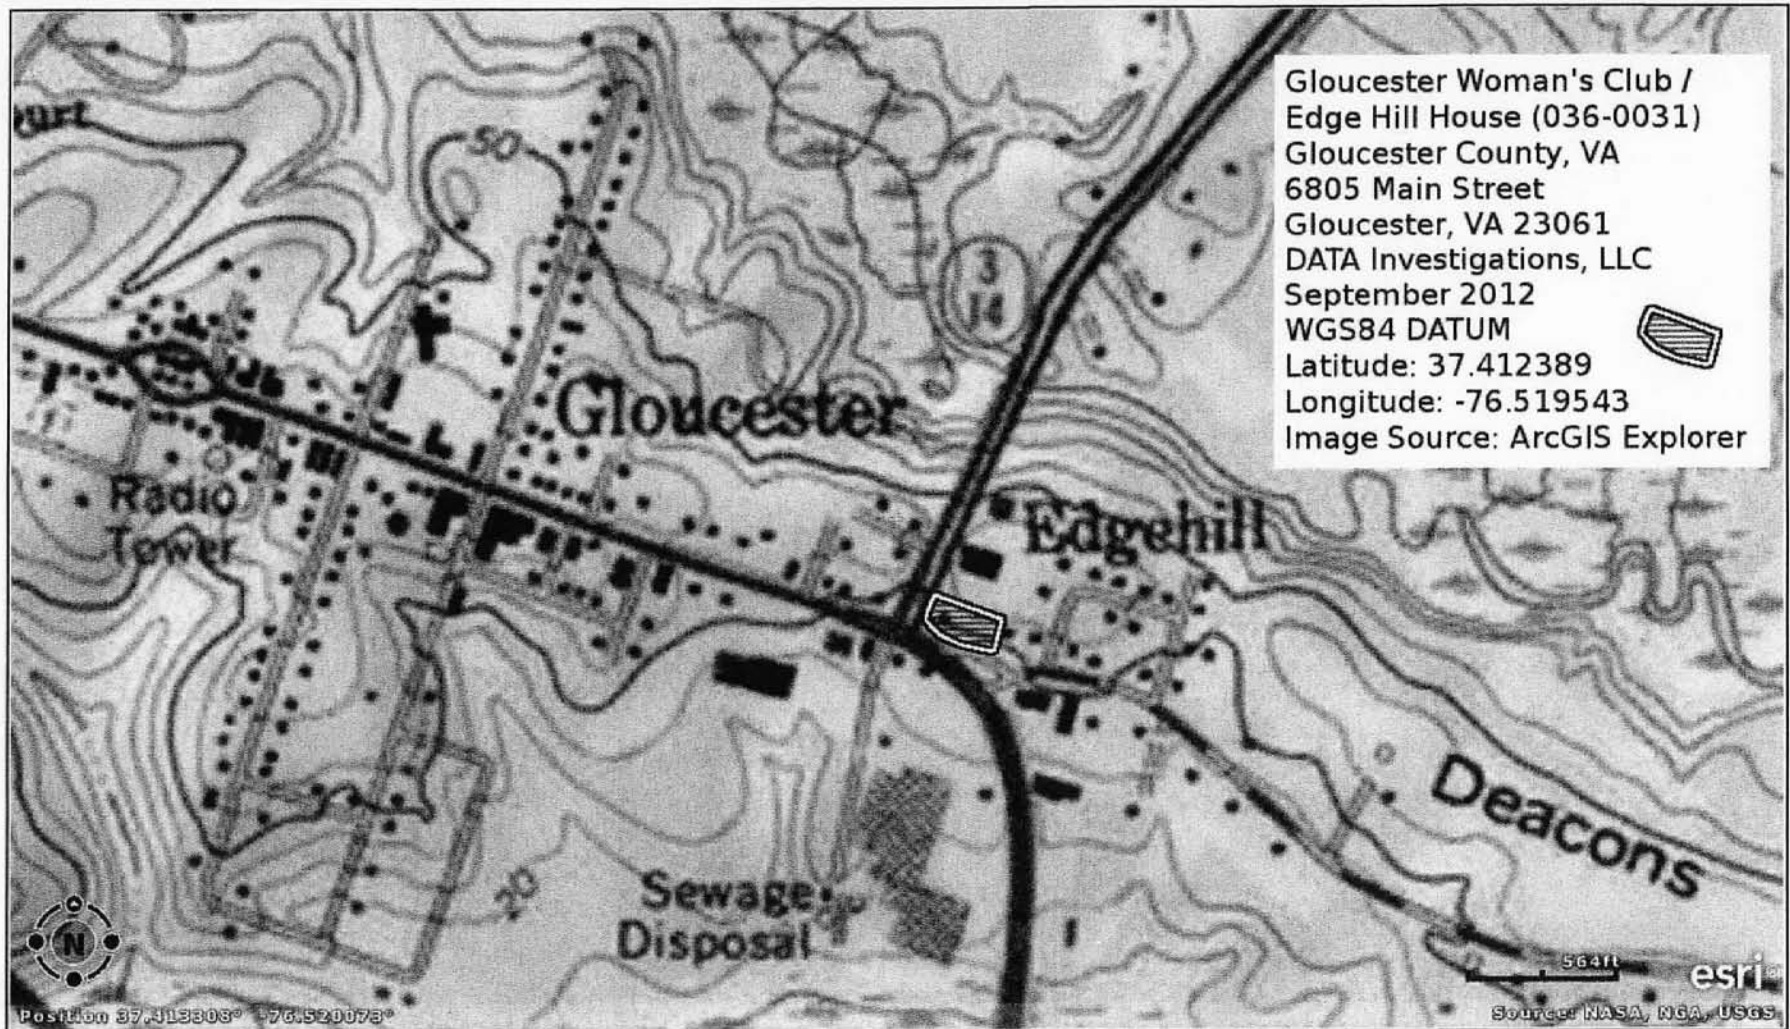 Gloucester Woman's Club /
Edge Hill House (036-0031)
Gloucester County, VA
6805 Main Street
Gloucester, VA 23061
DATA Investigations, LLC
September 2012
WGS84 DATUM
Latitude: 37.412389
Longitude: -76.519543
Image Source: ArcGIS Explorer
50
3
14
Gloucester
Radio
Tower
Edgehill
Deacons
20
Sewage
Disposal
N
564ft
esri
Position 37.413308° -76.520073°
Source: NASA, NGA, USGS